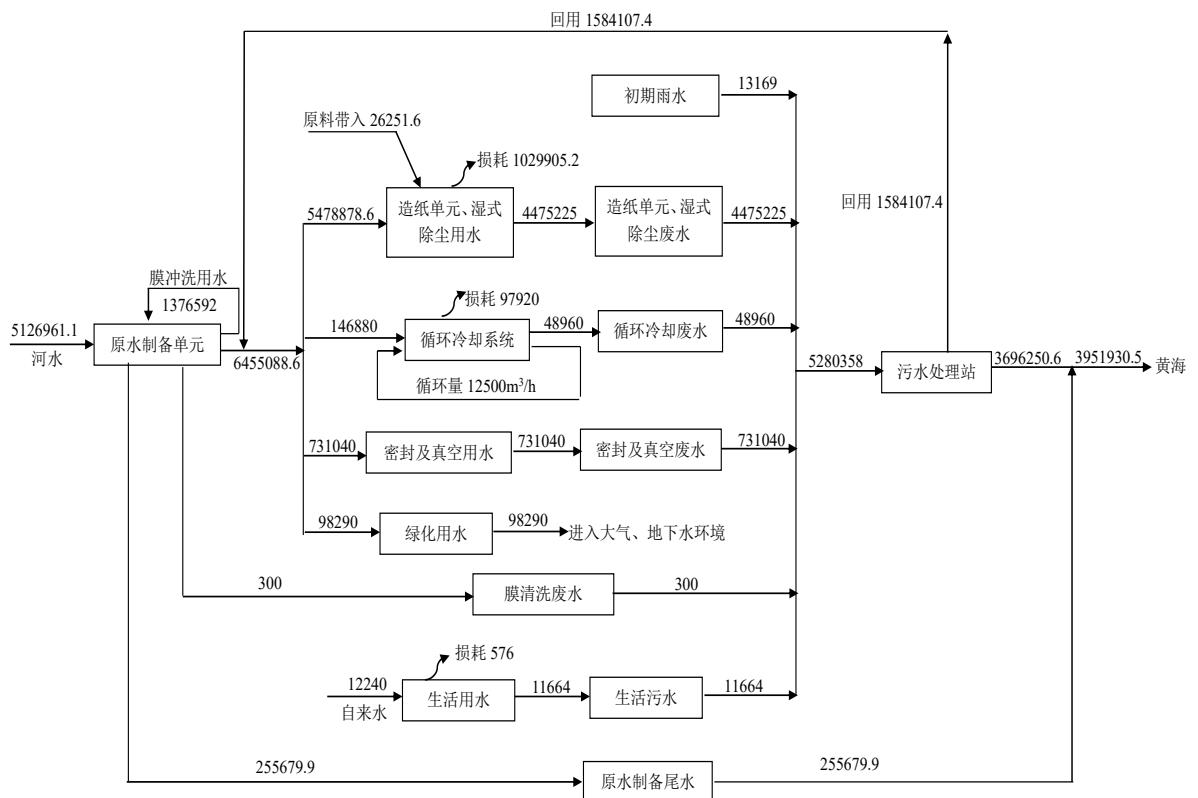 回用 1584107.4
初期雨水
13169
原料带入 26251.6
损耗 1029905.2
5478878.6
造纸单元、湿式
除尘用水
4475225
造纸单元、湿式
除尘废水
4475225
回用 1584107.4
膜冲洗用水
1376592
5126961.1
河水
原水制备单元
6455088.6
损耗 97920
146880
循环冷却系统
48960
循环冷却废水
48960
循环量 12500m³/h
5280358
污水处理站
3696250.6
3951930.5
黄海
731040
密封及真空用水
731040
密封及真空废水
731040
98290
绿化用水
98290
进入大气、地下水环境
300
膜清洗废水
300
损耗 576
12240
自来水
生活用水
11664
生活污水
11664
255679.9
原水制备尾水
255679.9